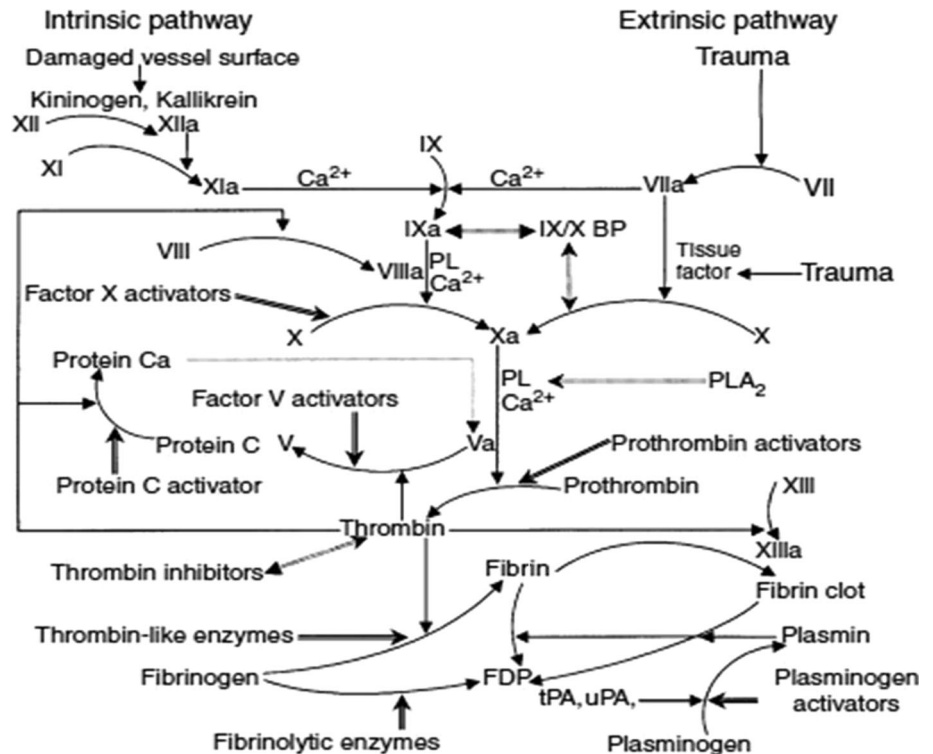 Intrinsic pathway
Extrinsic pathway
Damaged vessel surface
Trauma
Kininogen, Kallikrein
XII
XIIa
IX
XI
XIa
Ca2+
Ca2+
VIIa
VII
IXa
IX/X BP
VIII
VIIIa
PL
Ca2+
Tissue
factor
Trauma
Factor X activators
X
Xa
X
Protein Ca
PL
Ca2+
PLA2
Factor V activators
Protein C
V
Va
Prothrombin activators
Protein C activator
Prothrombin
XIII
Thrombin
XIIIa
Thrombin inhibitors
Fibrin
Fibrin clot
Thrombin-like enzymes
Plasmin
Fibrinogen
FDP
tPA, uPA,
Plasminogen
activators
Fibrinolytic enzymes
Plasminogen